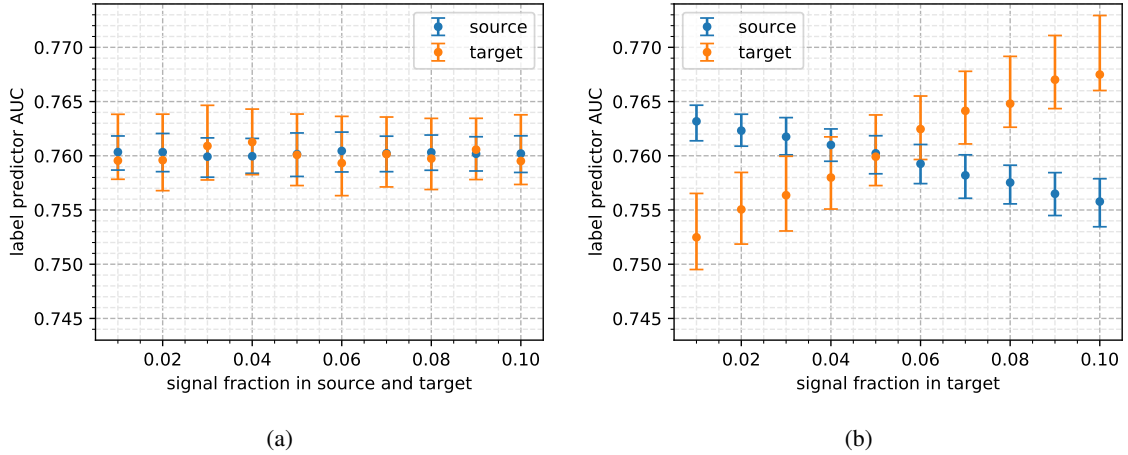 0.770
0.765
0.760
0.755
0.750
0.745
label predictor AUC
source
target
0.02 0.04 0.06 0.08 0.10
signal fraction in source and target
(a)
0.770
0.765
0.760
0.755
0.750
0.745
label predictor AUC
source
target
0.02 0.04 0.06 0.08 0.10
signal fraction in target
(b)